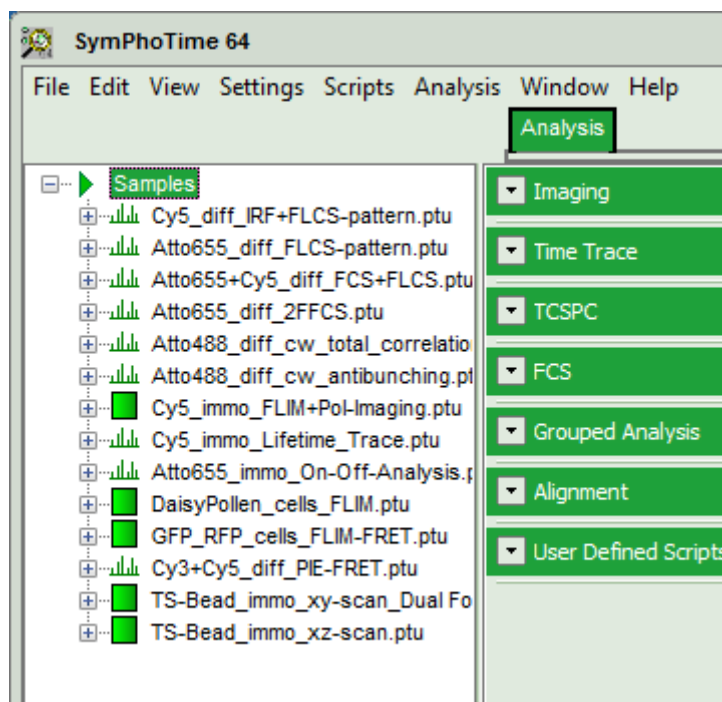 SymPhoTime 64
File Edit View Settings Scripts Analysis Window Help
Analysis
Samples
Cy5_diff_IRF+FLCS-pattern.ptu
Atto655_diff_FLCS-pattern.ptu
Atto655+Cy5_diff_FCS+FLCS.ptu
Atto655_diff_2FFCS.ptu
Atto488_diff_cw_total_correlatio
Atto488_diff_cw_antibunching.pt
Cy5_immo_FLIM+Pol-Imaging.ptu
Cy5_immo_Lifetime_Trace.ptu
Atto655_immo_On-Off-Analysis.p
DaisyPollen_cells_FLIM.ptu
GFP_RFP_cells_FLIM-FRET.ptu
Cy3+Cy5_diff_PIE-FRET.ptu
TS-Bead_immo_xy-scan_Dual Fo
TS-Bead_immo_xz-scan.ptu
Imaging
Time Trace
TCSPC
FCS
Grouped Analysis
Alignment
User Defined Scripts